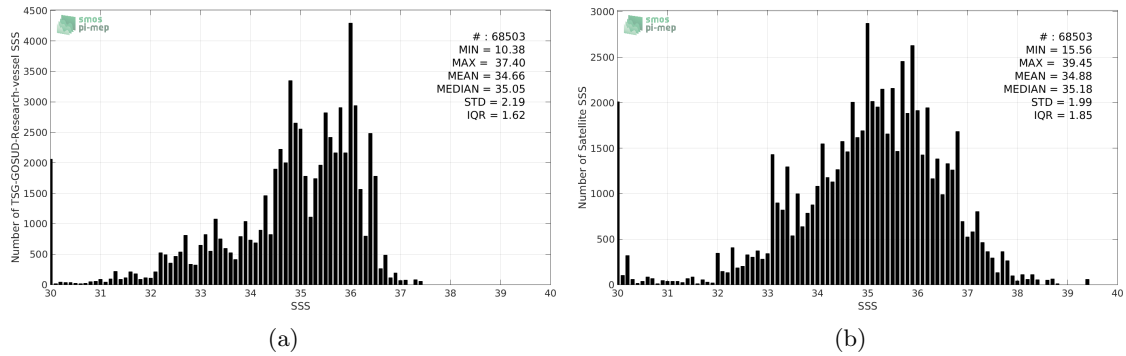 smos
pi-mep
# : 68503
MIN = 10.38
MAX = 37.40
MEAN = 34.66
MEDIAN = 35.05
STD = 2.19
IQR = 1.62
Number of TSG-GOSUD-Research-vessel SSS
4500
4000
3500
3000
2500
2000
1500
1000
500
0
30 31 32 33 34 35 36 37 38 39 40
SSS
(a)
smos
pi-mep
# : 68503
MIN = 15.56
MAX = 39.45
MEAN = 34.88
MEDIAN = 35.18
STD = 1.99
IQR = 1.85
Number of Satellite SSS
3000
2500
2000
1500
1000
500
0
30 31 32 33 34 35 36 37 38 39 40
SSS
(b)